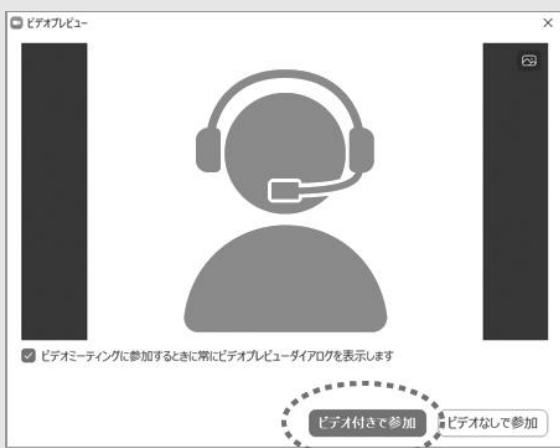 ビデオプレビュー
ビデオミーティングに参加するときに常にビデオプレビューダイアログを表示します
ビデオ付きで参加
ビデオなしで参加